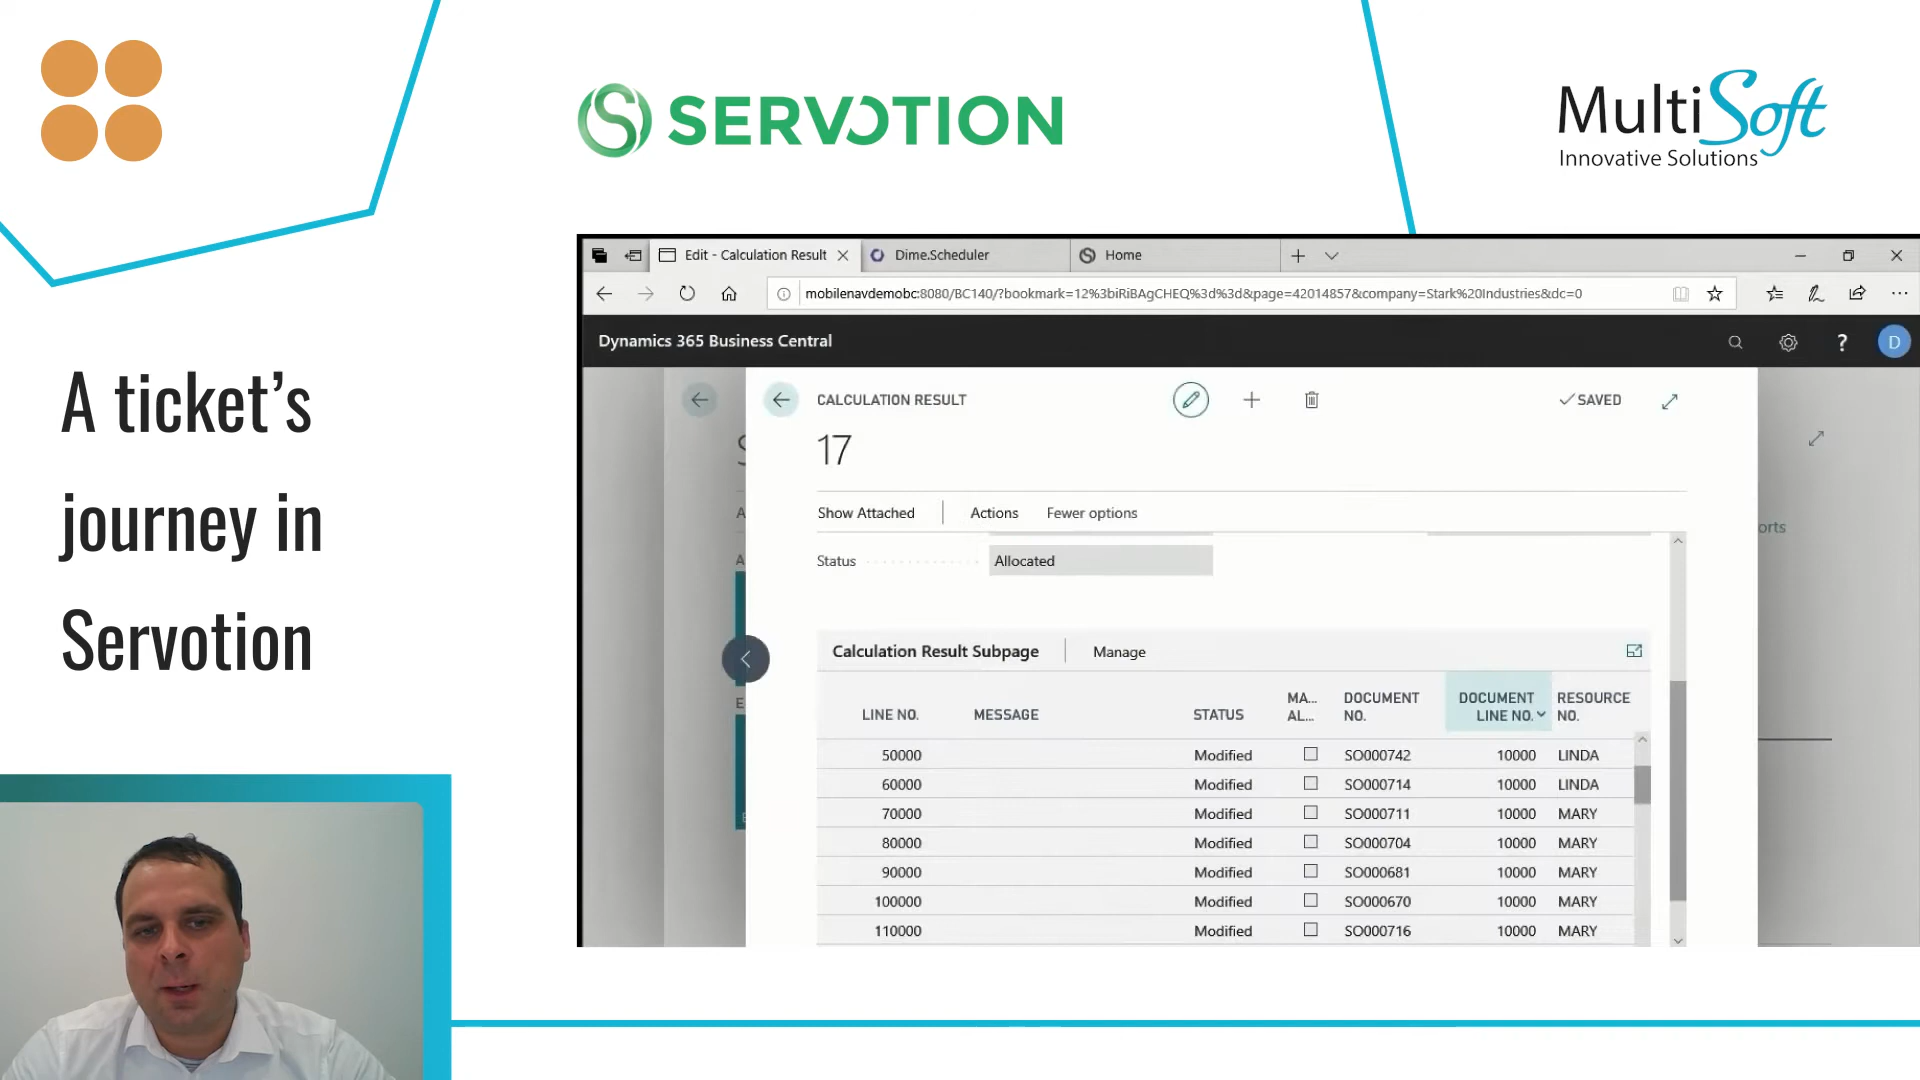 SERVOTION
MultiSoft
Innovative Solutions
A ticket's
journey in
Servotion
Edit - Calculation Result
Dime.Scheduler
Home
mobilenavdemobc:8080/BC140/?bookmark=12%3biRiBAgCHEQ%3d%3d&page=42014857&company=Stark%20Industries&dc=0
Dynamics 365 Business Central
?
D
CALCULATION RESULT
SAVED
17
Show Attached
Actions
Fewer options
orts
Status
Allocated
Calculation Result Subpage
Manage
LINE NO. MESSAGE STATUS MA... AL... DOCUMENT NO. DOCUMENT LINE NO. RESOURCE NO.
50000 Modified SO000742 10000 LINDA
60000 Modified SO000714 10000 LINDA
70000 Modified SO000711 10000 MARY
80000 Modified SO000704 10000 MARY
90000 Modified SO000681 10000 MARY
100000 Modified SO000670 10000 MARY
110000 Modified SO000716 10000 MARY